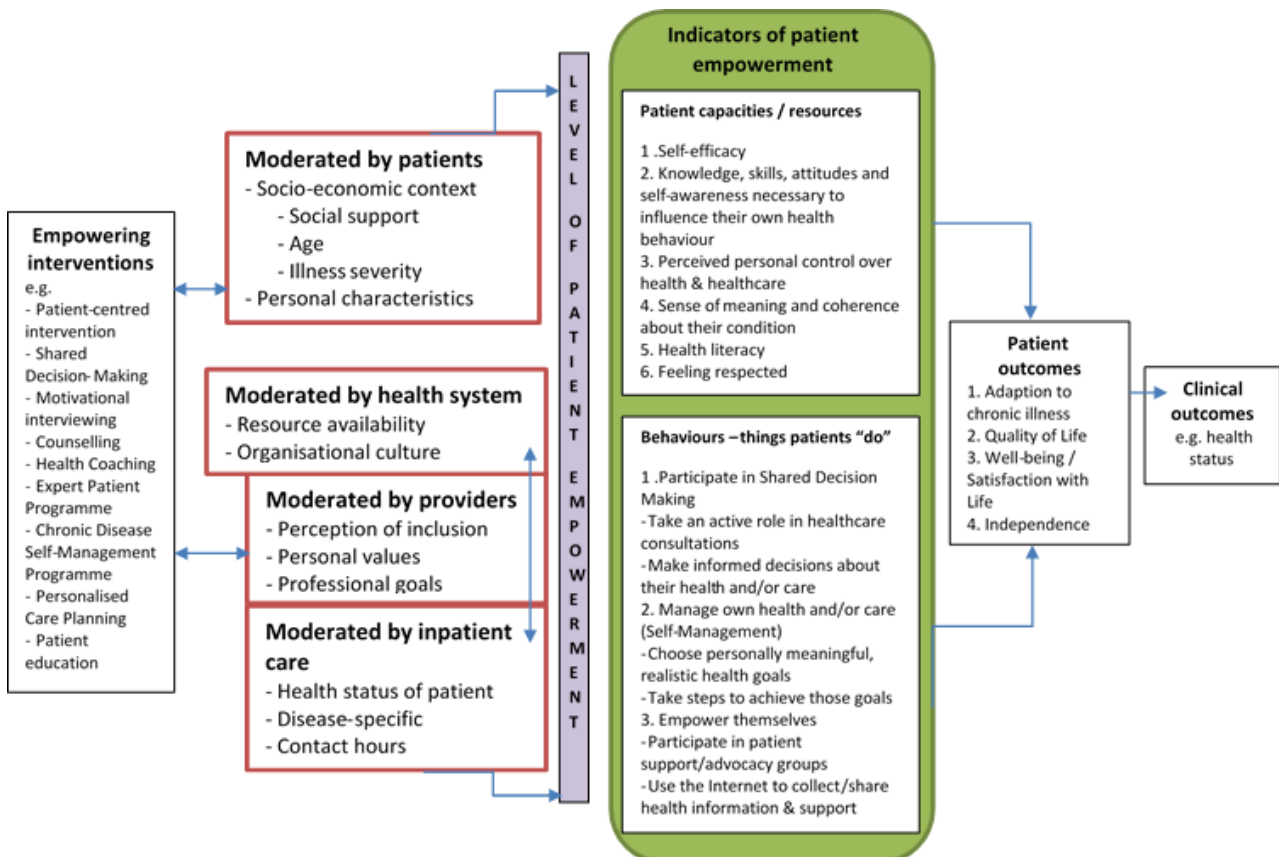 Empowering
interventions
e.g.
- Patient-centred
intervention
- Shared
Decision-Making
- Motivational
interviewing
- Counselling
- Health Coaching
- Expert Patient
Programme
- Chronic Disease
Self-Management
Programme
- Personalised
Care Planning
- Patient
education
Moderated by patients
- Socio-economic context
- Social support
- Age
- Illness severity
- Personal characteristics
Moderated by health system
- Resource availability
- Organisational culture
Moderated by providers
- Perception of inclusion
- Personal values
- Professional goals
Moderated by inpatient
care
- Health status of patient
- Disease-specific
- Contact hours
LEVEL OF PATIENT EMPOWERMENT
Indicators of patient
empowerment
Patient capacities / resources
1 .Self-efficacy
2. Knowledge, skills, attitudes and
self-awareness necessary to
influence their own health
behaviour
3. Perceived personal control over
health & healthcare
4. Sense of meaning and coherence
about their condition
5. Health literacy
6. Feeling respected
Behaviours –things patients “do”
1 .Participate in Shared Decision
Making
-Take an active role in healthcare
consultations
-Make informed decisions about
their health and/or care
2. Manage own health and/or care
(Self-Management)
-Choose personally meaningful,
realistic health goals
-Take steps to achieve those goals
3. Empower themselves
-Participate in patient
support/advocacy groups
-Use the Internet to collect/share
health information & support
Patient
outcomes
1. Adaption to
chronic illness
2. Quality of Life
3. Well-being /
Satisfaction with
Life
4. Independence
Clinical
outcomes
e.g. health
status